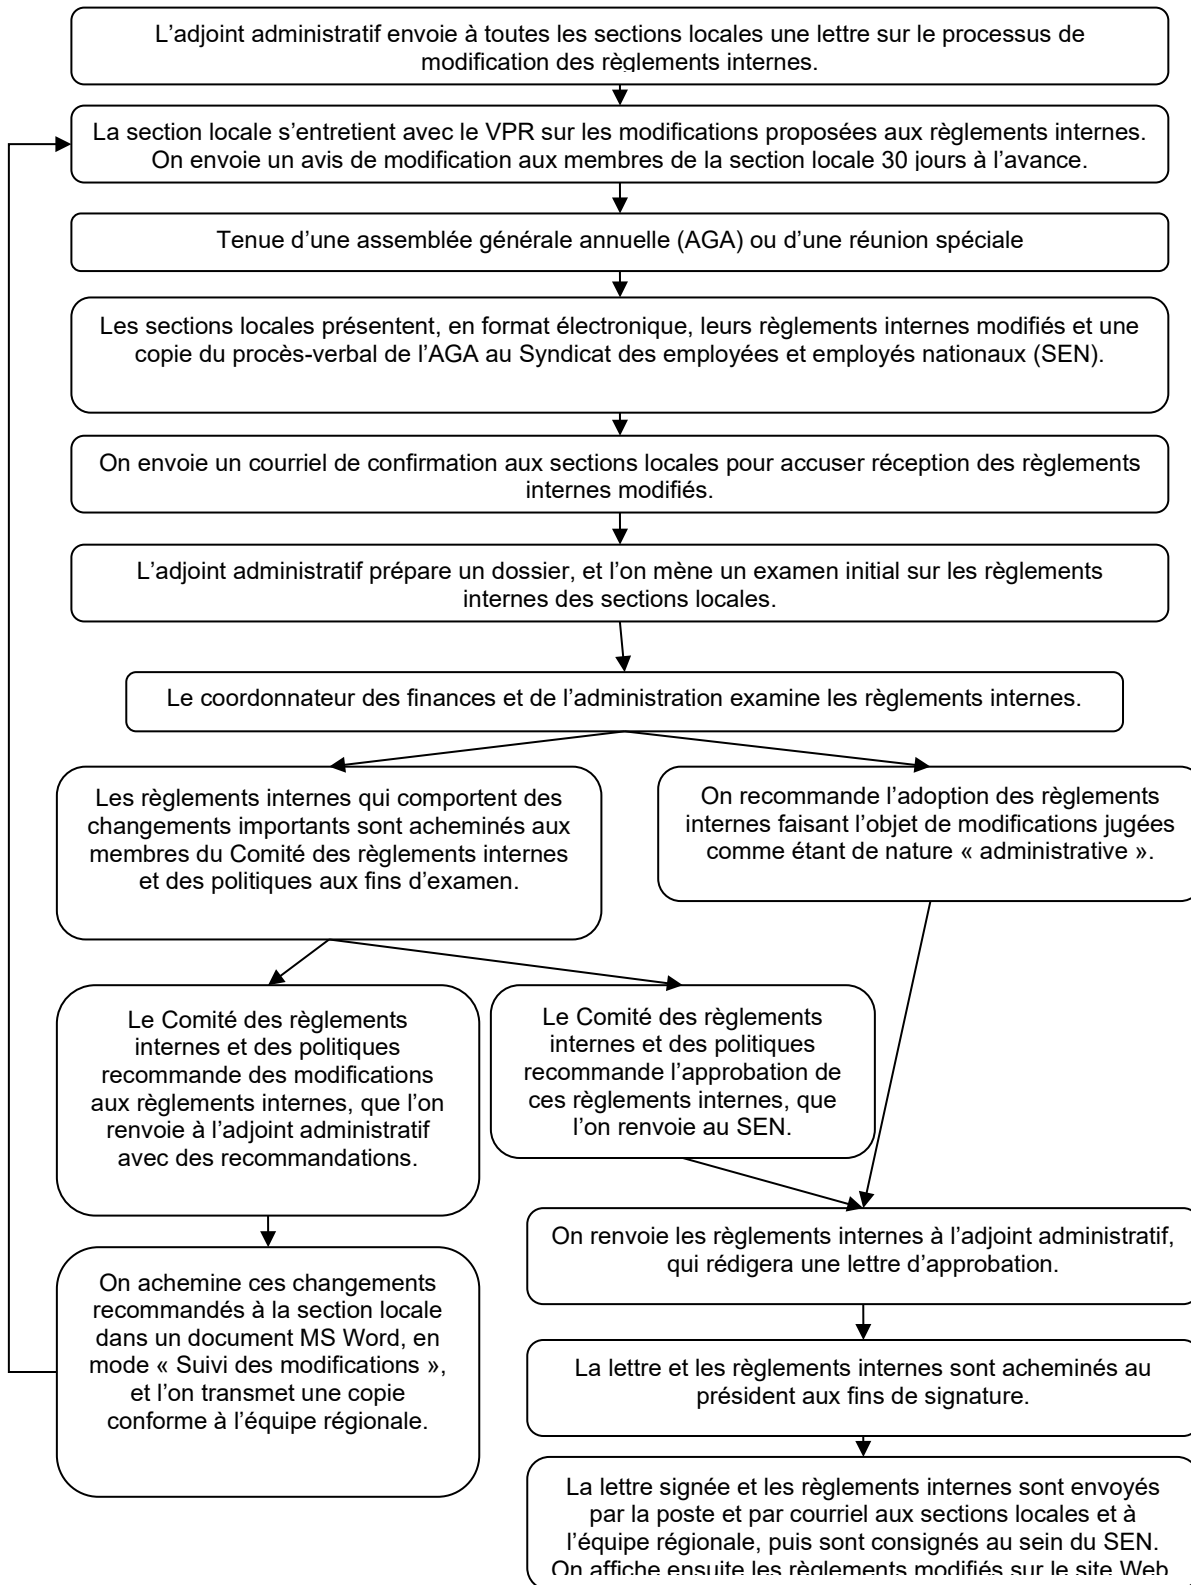 L'adjoint administratif envoie à toutes les sections locales une lettre sur le processus de
modification des règlements internes.
La section locale s'entretient avec le VPR sur les modifications proposées aux règlements internes.
On envoie un avis de modification aux membres de la section locale 30 jours à l'avance.
Tenue d'une assemblée générale annuelle (AGA) ou d'une réunion spéciale
Les sections locales présentent, en format électronique, leurs règlements internes modifiés et une
copie du procès-verbal de l'AGA au Syndicat des employées et employés nationaux (SEN).
On envoie un courriel de confirmation aux sections locales pour accuser réception des règlements
internes modifiés.
L'adjoint administratif prépare un dossier, et l'on mène un examen initial sur les règlements
internes des sections locales.
Le coordonnateur des finances et de l'administration examine les règlements internes.
Les règlements internes qui comportent des
changements importants sont acheminés aux
membres du Comité des règlements internes
et des politiques aux fins d'examen.
On recommande l'adoption des règlements
internes faisant l'objet de modifications jugées
comme étant de nature « administrative ».
Le Comité des règlements
internes et des politiques
recommande des modifications
aux règlements internes, que l'on
renvoie à l'adjoint administratif
avec des recommandations.
Le Comité des règlements
internes et des politiques
recommande l'approbation de
ces règlements internes, que
l'on renvoie au SEN.
On renvoie les règlements internes à l'adjoint administratif,
qui rédigera une lettre d'approbation.
On achemine ces changements
recommandés à la section locale
dans un document MS Word, en
mode « Suivi des modifications »,
et l'on transmet une copie
conforme à l'équipe régionale.
La lettre et les règlements internes sont acheminés au
président aux fins de signature.
La lettre signée et les règlements internes sont envoyés
par la poste et par courriel aux sections locales et à
l'équipe régionale, puis sont consignés au sein du SEN.
On affiche ensuite les règlements modifiés sur le site Web